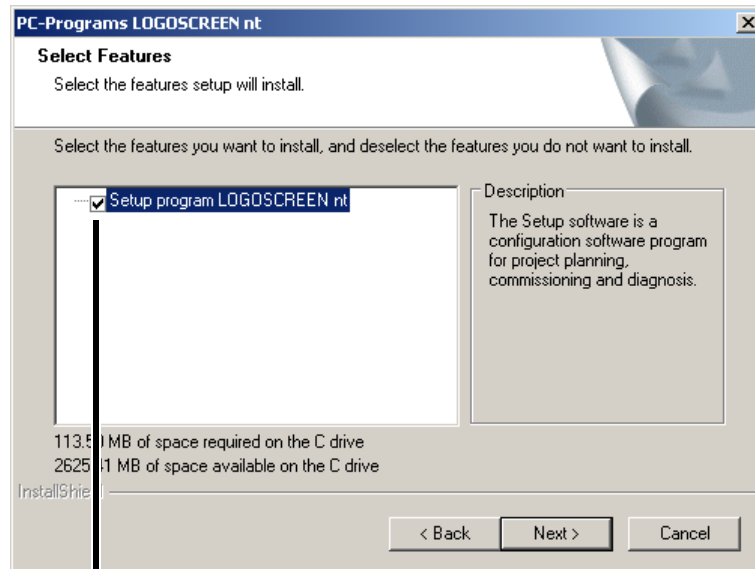 PC-Programs LOGOSCREEN nt
Select Features
Select the features setup will install.
Select the features you want to install, and deselect the features you do not want to install.
Setup program LOGOSCREEN nt
Description
The Setup software is a
configuration software program
for project planning,
commissioning and diagnosis.
MB of space required on the C drive
MB of space available on the C drive
< Back
Next >
Cancel